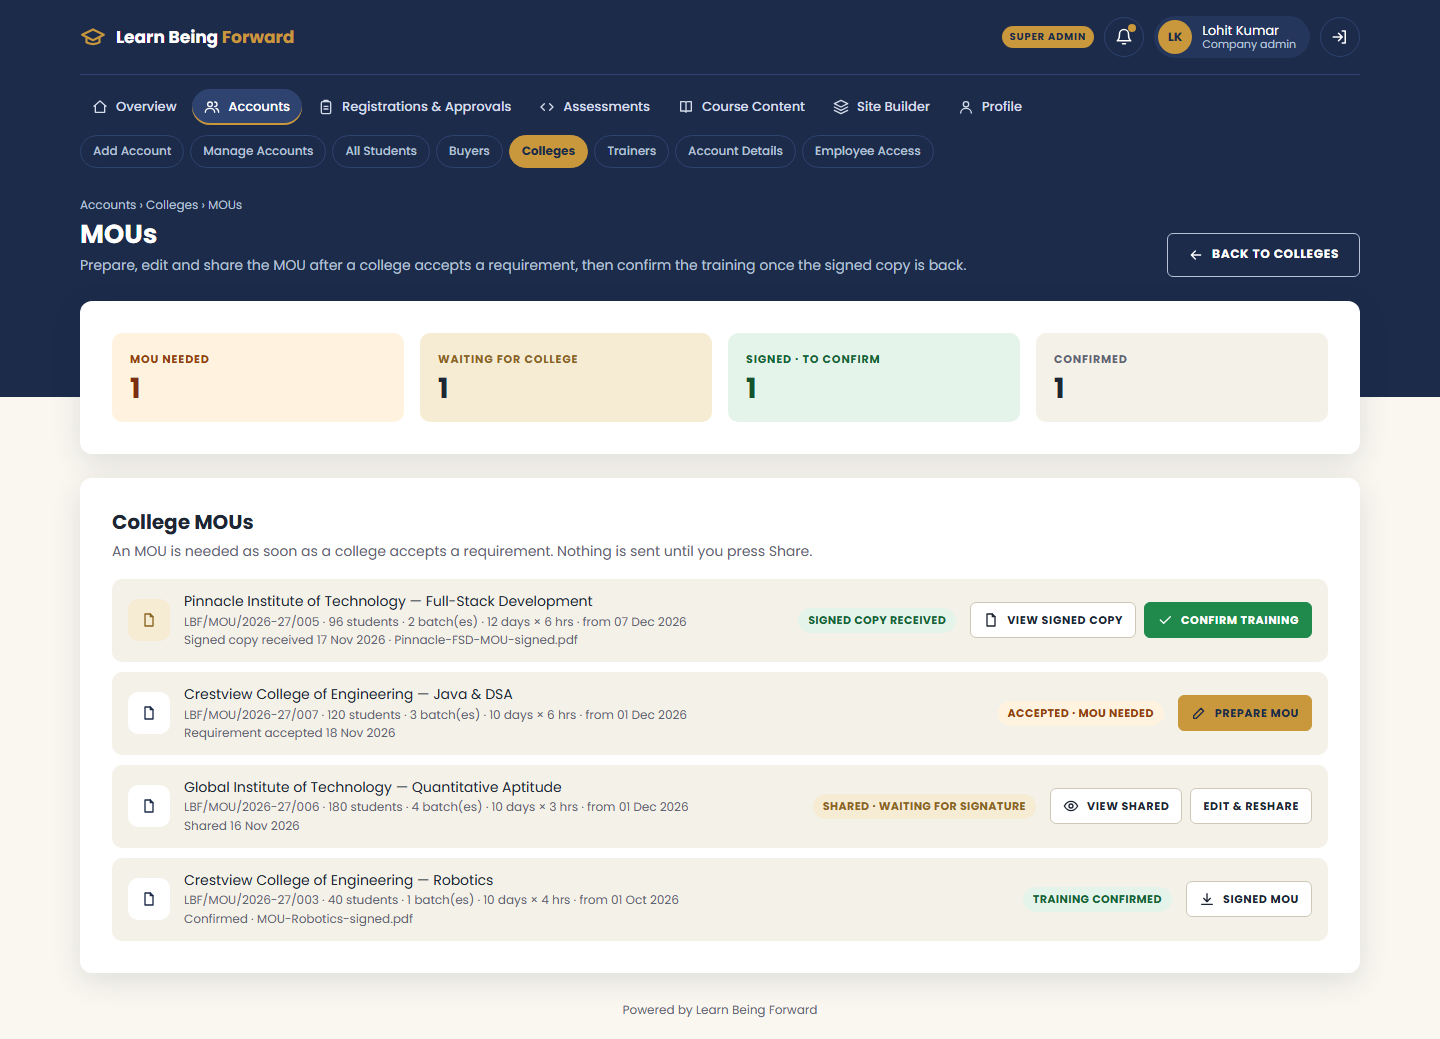 Learn Being Forward
SUPER ADMIN
LK
Lohit Kumar
Company admin
Overview
Accounts
Registrations & Approvals
Assessments
Course Content
Site Builder
Profile
Add Account
Manage Accounts
All Students
Buyers
Colleges
Trainers
Account Details
Employee Access
Accounts › Colleges › MOUs
MOUs
Prepare, edit and share the MOU after a college accepts a requirement, then confirm the training once the signed copy is back.
BACK TO COLLEGES
MOU NEEDED
1
WAITING FOR COLLEGE
1
SIGNED · TO CONFIRM
1
CONFIRMED
1
College MOUs
An MOU is needed as soon as a college accepts a requirement. Nothing is sent until you press Share.
Pinnacle Institute of Technology — Full-Stack Development
LBF/MOU/2026-27/005 · 96 students · 2 batch(es) · 12 days × 6 hrs · from 07 Dec 2026
Signed copy received 17 Nov 2026 · Pinnacle-FSD-MOU-signed.pdf
SIGNED COPY RECEIVED
VIEW SIGNED COPY
CONFIRM TRAINING
Crestview College of Engineering — Java & DSA
LBF/MOU/2026-27/007 · 120 students · 3 batch(es) · 10 days × 6 hrs · from 01 Dec 2026
Requirement accepted 18 Nov 2026
ACCEPTED · MOU NEEDED
PREPARE MOU
Global Institute of Technology — Quantitative Aptitude
LBF/MOU/2026-27/006 · 180 students · 4 batch(es) · 10 days × 3 hrs · from 01 Dec 2026
Shared 16 Nov 2026
SHARED · WAITING FOR SIGNATURE
VIEW SHARED
EDIT & RESHARE
Crestview College of Engineering — Robotics
LBF/MOU/2026-27/003 · 40 students · 1 batch(es) · 10 days × 4 hrs · from 01 Oct 2026
Confirmed · MOU-Robotics-signed.pdf
TRAINING CONFIRMED
SIGNED MOU
Powered by Learn Being Forward